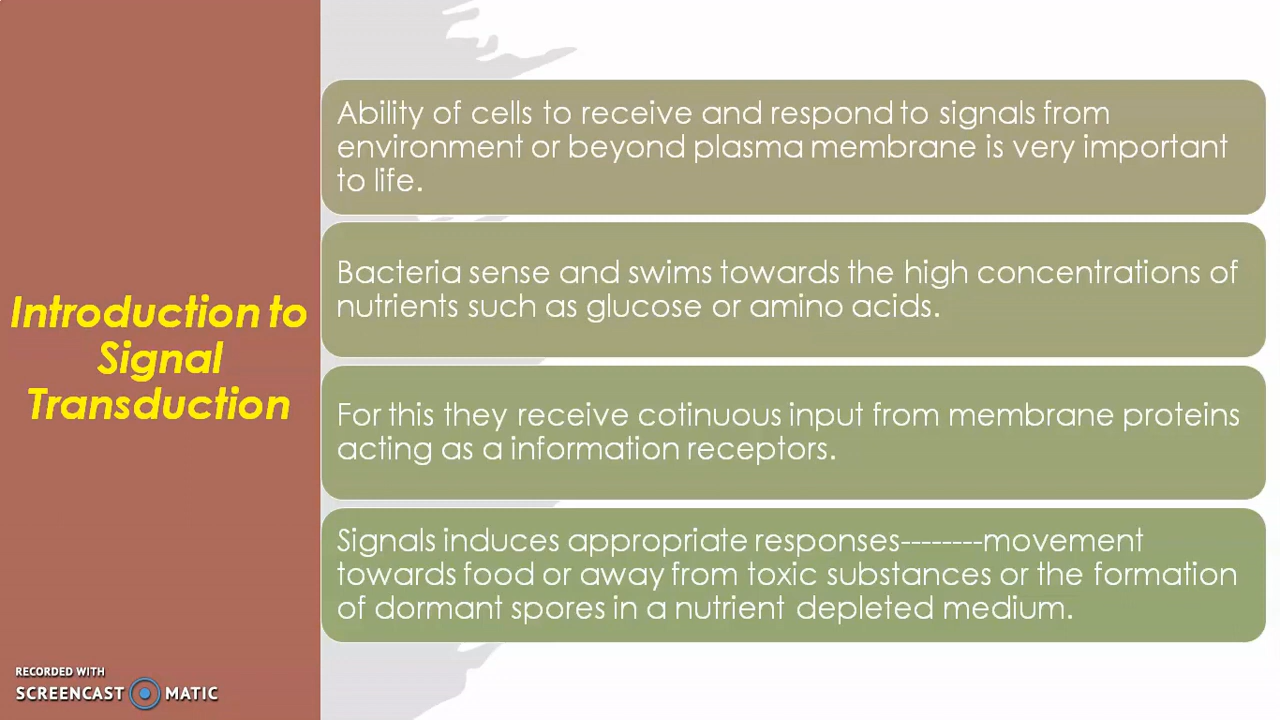 Introduction to
Signal
Transduction
Ability of cells to receive and respond to signals from
environment or beyond plasma membrane is very important
to life.
Bacteria sense and swims towards the high concentrations of
nutrients such as glucose or amino acids.
For this they receive cotinuous input from membrane proteins
acting as a information receptors.
Signals induces appropriate responses--------movement
towards food or away from toxic substances or the formation
of dormant spores in a nutrient depleted medium.
RECORDED WITH
SCREENCAST MATIC